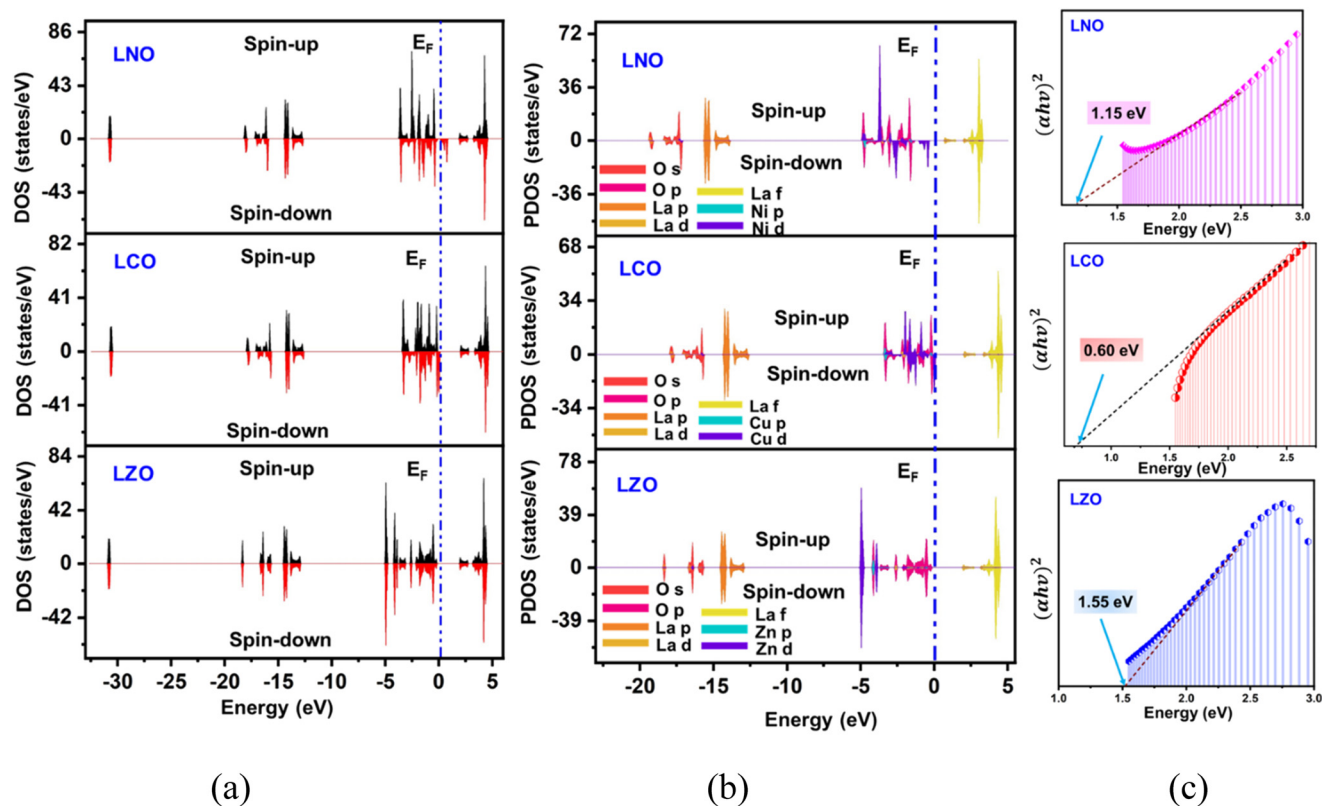 LNO
Spin-up
E_F
Spin-down
86
43
0
-43
DOS (states/eV)
LCO
Spin-up
E_F
Spin-down
82
41
0
-41
DOS (states/eV)
LZO
Spin-up
E_F
Spin-down
84
42
0
-42
DOS (states/eV)
-30 -25 -20 -15 -10 -5 0 5
Energy (eV)
(a)
LNO
E_F
Spin-up
Spin-down
72
36
0
-36
-72
PDOS (states/eV)
O s
O p
La p
La d
La f
Ni p
Ni d
LCO
E_F
Spin-up
Spin-down
68
34
0
-34
PDOS (states/eV)
O s
O p
La p
La d
La f
Cu p
Cu d
LZO
E_F
Spin-up
Spin-down
78
39
0
-39
PDOS (states/eV)
O s
O p
La p
La d
La f
Zn p
Zn d
-20 -15 -10 -5 0 5
Energy (eV)
(b)
LNO
1.15 eV
(αhν)²
1.5 2.0 2.5 3.0
Energy (eV)
LCO
0.60 eV
(αhν)²
1.0 1.5 2.0 2.5
Energy (eV)
LZO
1.55 eV
(αhν)²
1.0 1.5 2.0 2.5 3.0
Energy (eV)
(c)